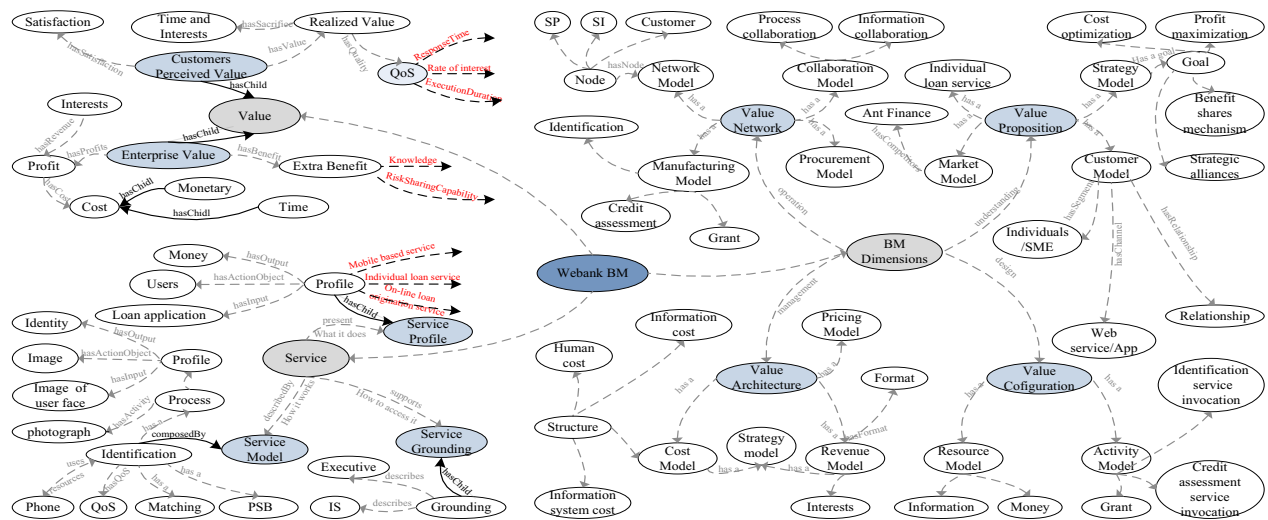 Satisfaction
hasSatisfaction
Time and
Interests
hasSacrifice
Realized Value
hasValue
Customers
Perceived Value
hasQuality
QoS
ResponseTime
Rate of interest
ExecutionDuration
hasChild
Value
Interests
hasRevenue
hasChild
Profit
hasProfits
Enterprise Value
hasBenefit
Extra Benefit
Knowledge
RiskSharingCapability
hasCost
Cost
hasChidl
Monetary
hasChidl
Time
SP
SI
Customer
Node
hasNode
Network
Model
Process
collaboration
Information
collaboration
Collaboration
Model
has a
has a
Value
Network
has a
has a
Identification
Manufacturing
Model
Procurement
Model
Credit
assessment
Grant
operation
Cost
optimization
Profit
maximization
Has a goal
Goal
Strategy
Model
Individual
loan service
has a
Value
Proposition
Ant Finance
hasCompetitor
has a
Market
Model
has a
Benefit
shares
mechanism
Customer
Model
Strategic
alliances
understanding
hasSegment
hasChannel
hasRelationship
Individuals
/SME
Web
service/App
Relationship
Webank BM
BM
Dimensions
management
design
Money
hasOutput
Users
hasActionObject
Profile
Mobile based service
Individual loan service
On-line loan
origination service
Loan application
hasInput
hasChild
Service
Profile
present
What it does
Service
Identity
hasOutput
Image
hasActionObject
Profile
Image of
user face
hasInput
Process
photograph
hasActivity
has a
describedBy
How it works
supports
How to access it
composedBy
Service
Model
Service
Grounding
Identification
uses
resources
hasQoS
has a
has a
Phone
QoS
Matching
PSB
Executive
describes
hasChild
IS
describes
Grounding
Information
cost
Pricing
Model
Human
cost
Value
Architecture
has a
has a
Format
Structure
Strategy
model
has a
hasFormat
Cost Model
has a
has a
Revenue
Model
Information
system cost
Interests
Value
Cofiguration
has a
has a
Identification
service
invocation
Resource
Model
Activity
Model
Information
Money
Grant
Credit
assessment
service
invocation